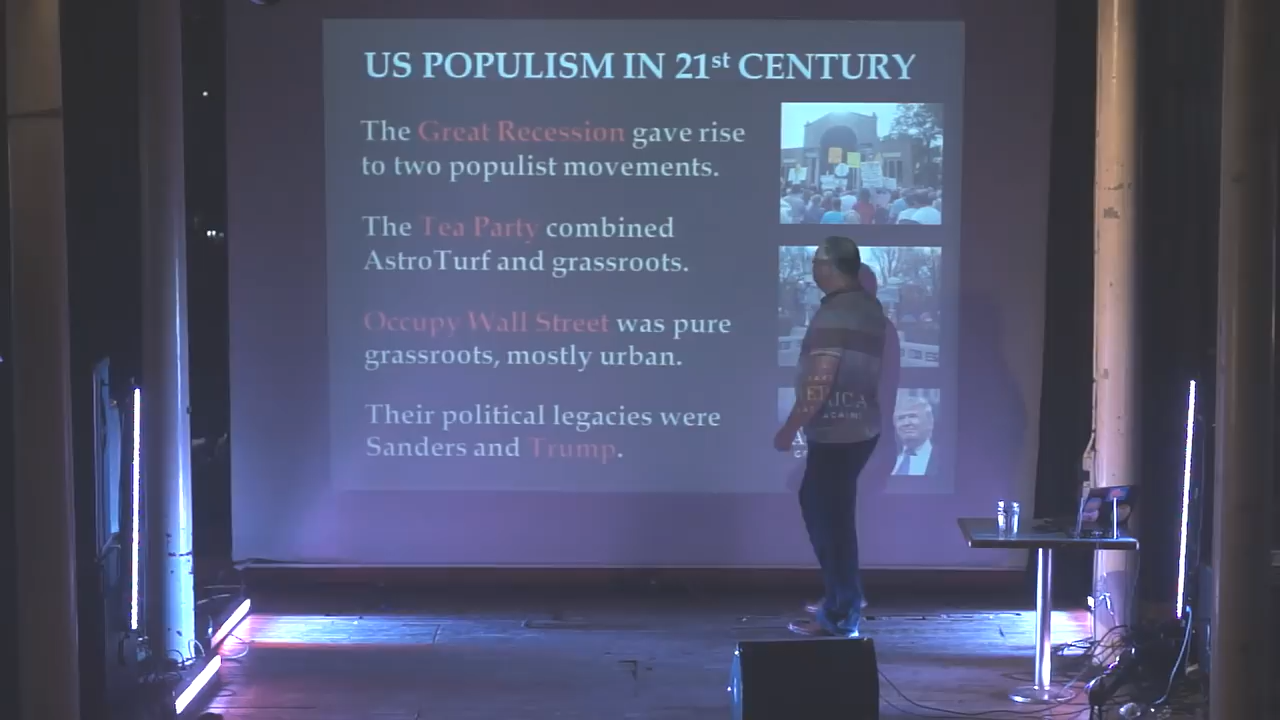 US POPULISM IN 21st CENTURY
The Great Recession gave rise
to two populist movements.
The Tea Party combined
AstroTurf and grassroots.
Occupy Wall Street was pure
grassroots, mostly urban.
Their political legacies were
Sanders and Trump.